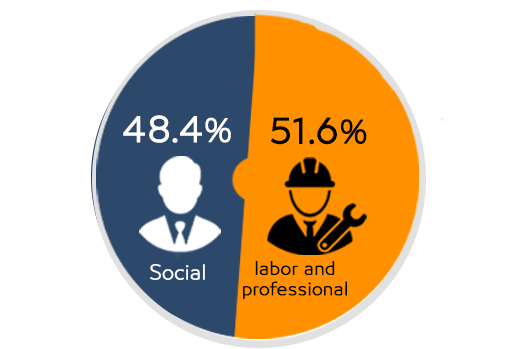 48.4%
Social
51.6%
labor and
professional